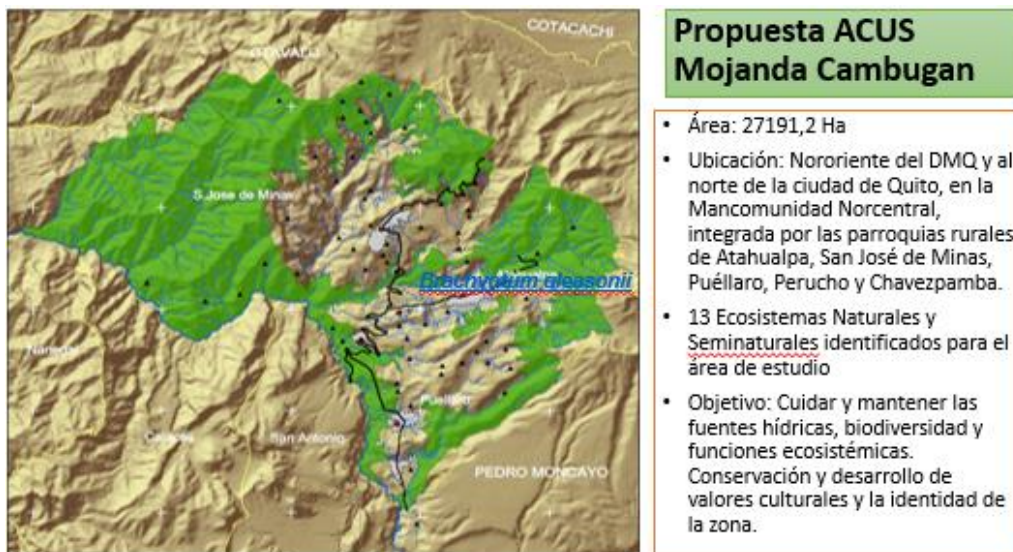 COTACACHI
OTAVALO
S.Jose de Minas
Brachyotum gleasonii
Nanegal
Calacali
San Antonio
Puéllaro
PEDRO MONCAYO
Propuesta ACUS
Mojanda Cambugan
• Área: 27191,2 Ha
• Ubicación: Nororiente del DMQ y al
norte de la ciudad de Quito, en la
Mancomunidad Norcentral,
integrada por las parroquias rurales
de Atahualpa, San José de Minas,
Puéllaro, Perucho y Chavezpamba.
• 13 Ecosistemas Naturales y
Seminaturales identificados para el
área de estudio
• Objetivo: Cuidar y mantener las
fuentes hídricas, biodiversidad y
funciones ecosistémicas.
Conservación y desarrollo de
valores culturales y la identidad de
la zona.